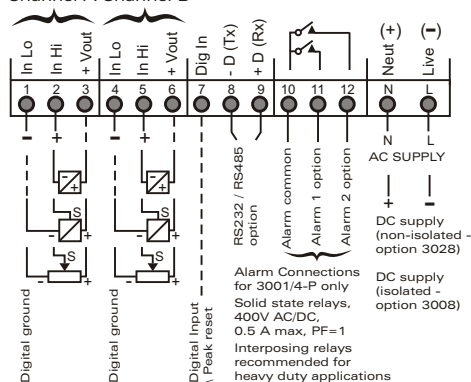 Channel A Channel B
In Lo
In Hi
+ Vout
In Lo
In Hi
+ Vout
Dig In
- D (Tx)
+ D (Rx)
Neut (+)
Live (-)
1 2 3 4 5 6 7 8 9 10 11 12 N L
- + - + N L
AC SUPPLY
+ -
- + - +
S S
- + - +
S S
- + - +
Digital ground
Digital ground
Digital Input
\ Peak reset
RS232 / RS485
option
Alarm common
Alarm 1 option
Alarm 2 option
DC supply
(non-isolated -
option 3028)
DC supply
(isolated -
option 3008)
Alarm Connections
for 3001/4-P only
Solid state relays,
400V AC/DC,
0.5 A max, PF=1
Interposing relays
recommended for
heavy duty applications